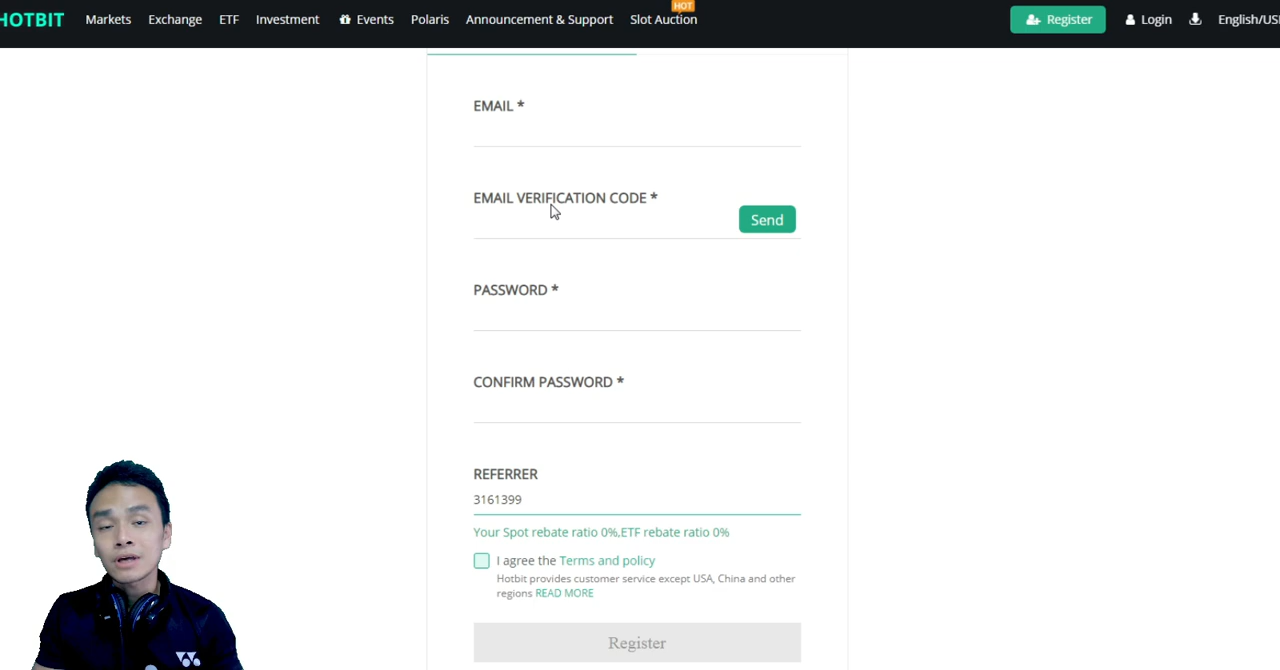 HOTBIT Markets Exchange ETF Investment Events Polaris Announcement & Support Slot Auction HOT Register Login English/US
EMAIL *
EMAIL VERIFICATION CODE *
Send
PASSWORD *
CONFIRM PASSWORD *
REFERRER
3161399
Your Spot rebate ratio 0%,ETF rebate ratio 0%
I agree the Terms and policy
Hotbit provides customer service except USA, China and other
regions READ MORE
Register